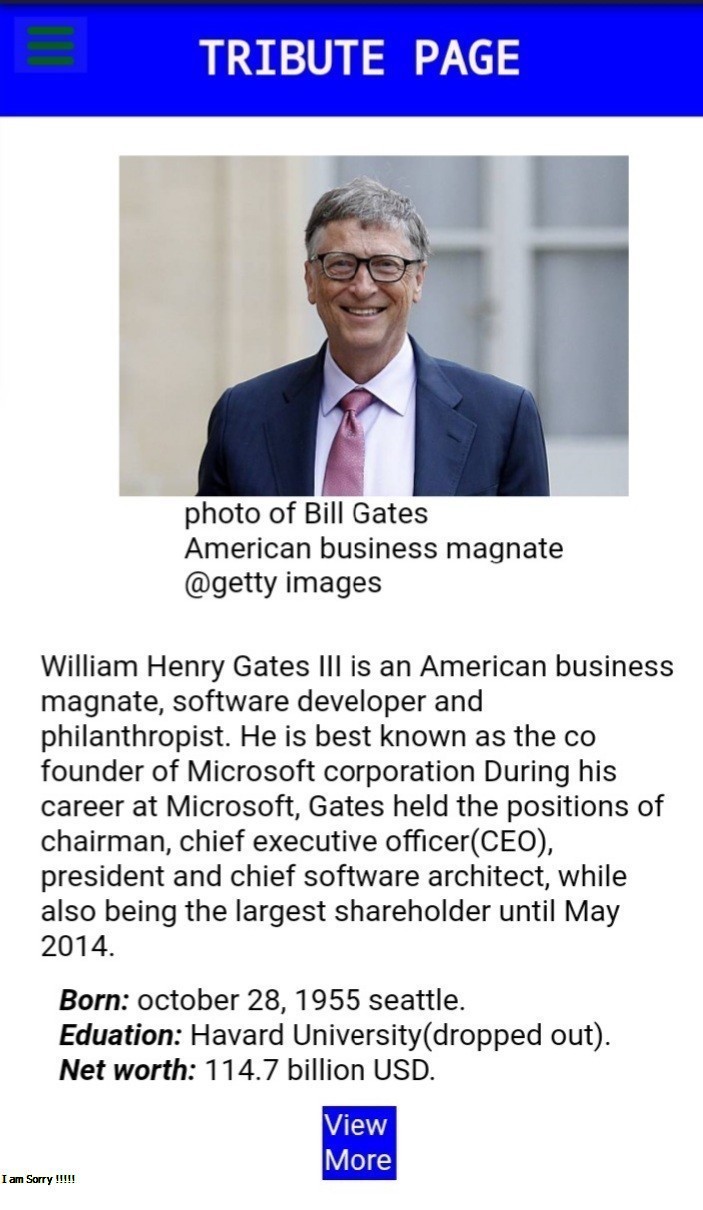 TRIBUTE PAGE
photo of Bill Gates
American business magnate
@getty images
William Henry Gates III is an American business
magnate, software developer and
philanthropist. He is best known as the co
founder of Microsoft corporation During his
career at Microsoft, Gates held the positions of
chairman, chief executive officer(CEO),
president and chief software architect, while
also being the largest shareholder until May
2014.
Born: october 28, 1955 seattle.
Eduation: Havard University(dropped out).
Net worth: 114.7 billion USD.
View
More
I am Sorry !!!!!